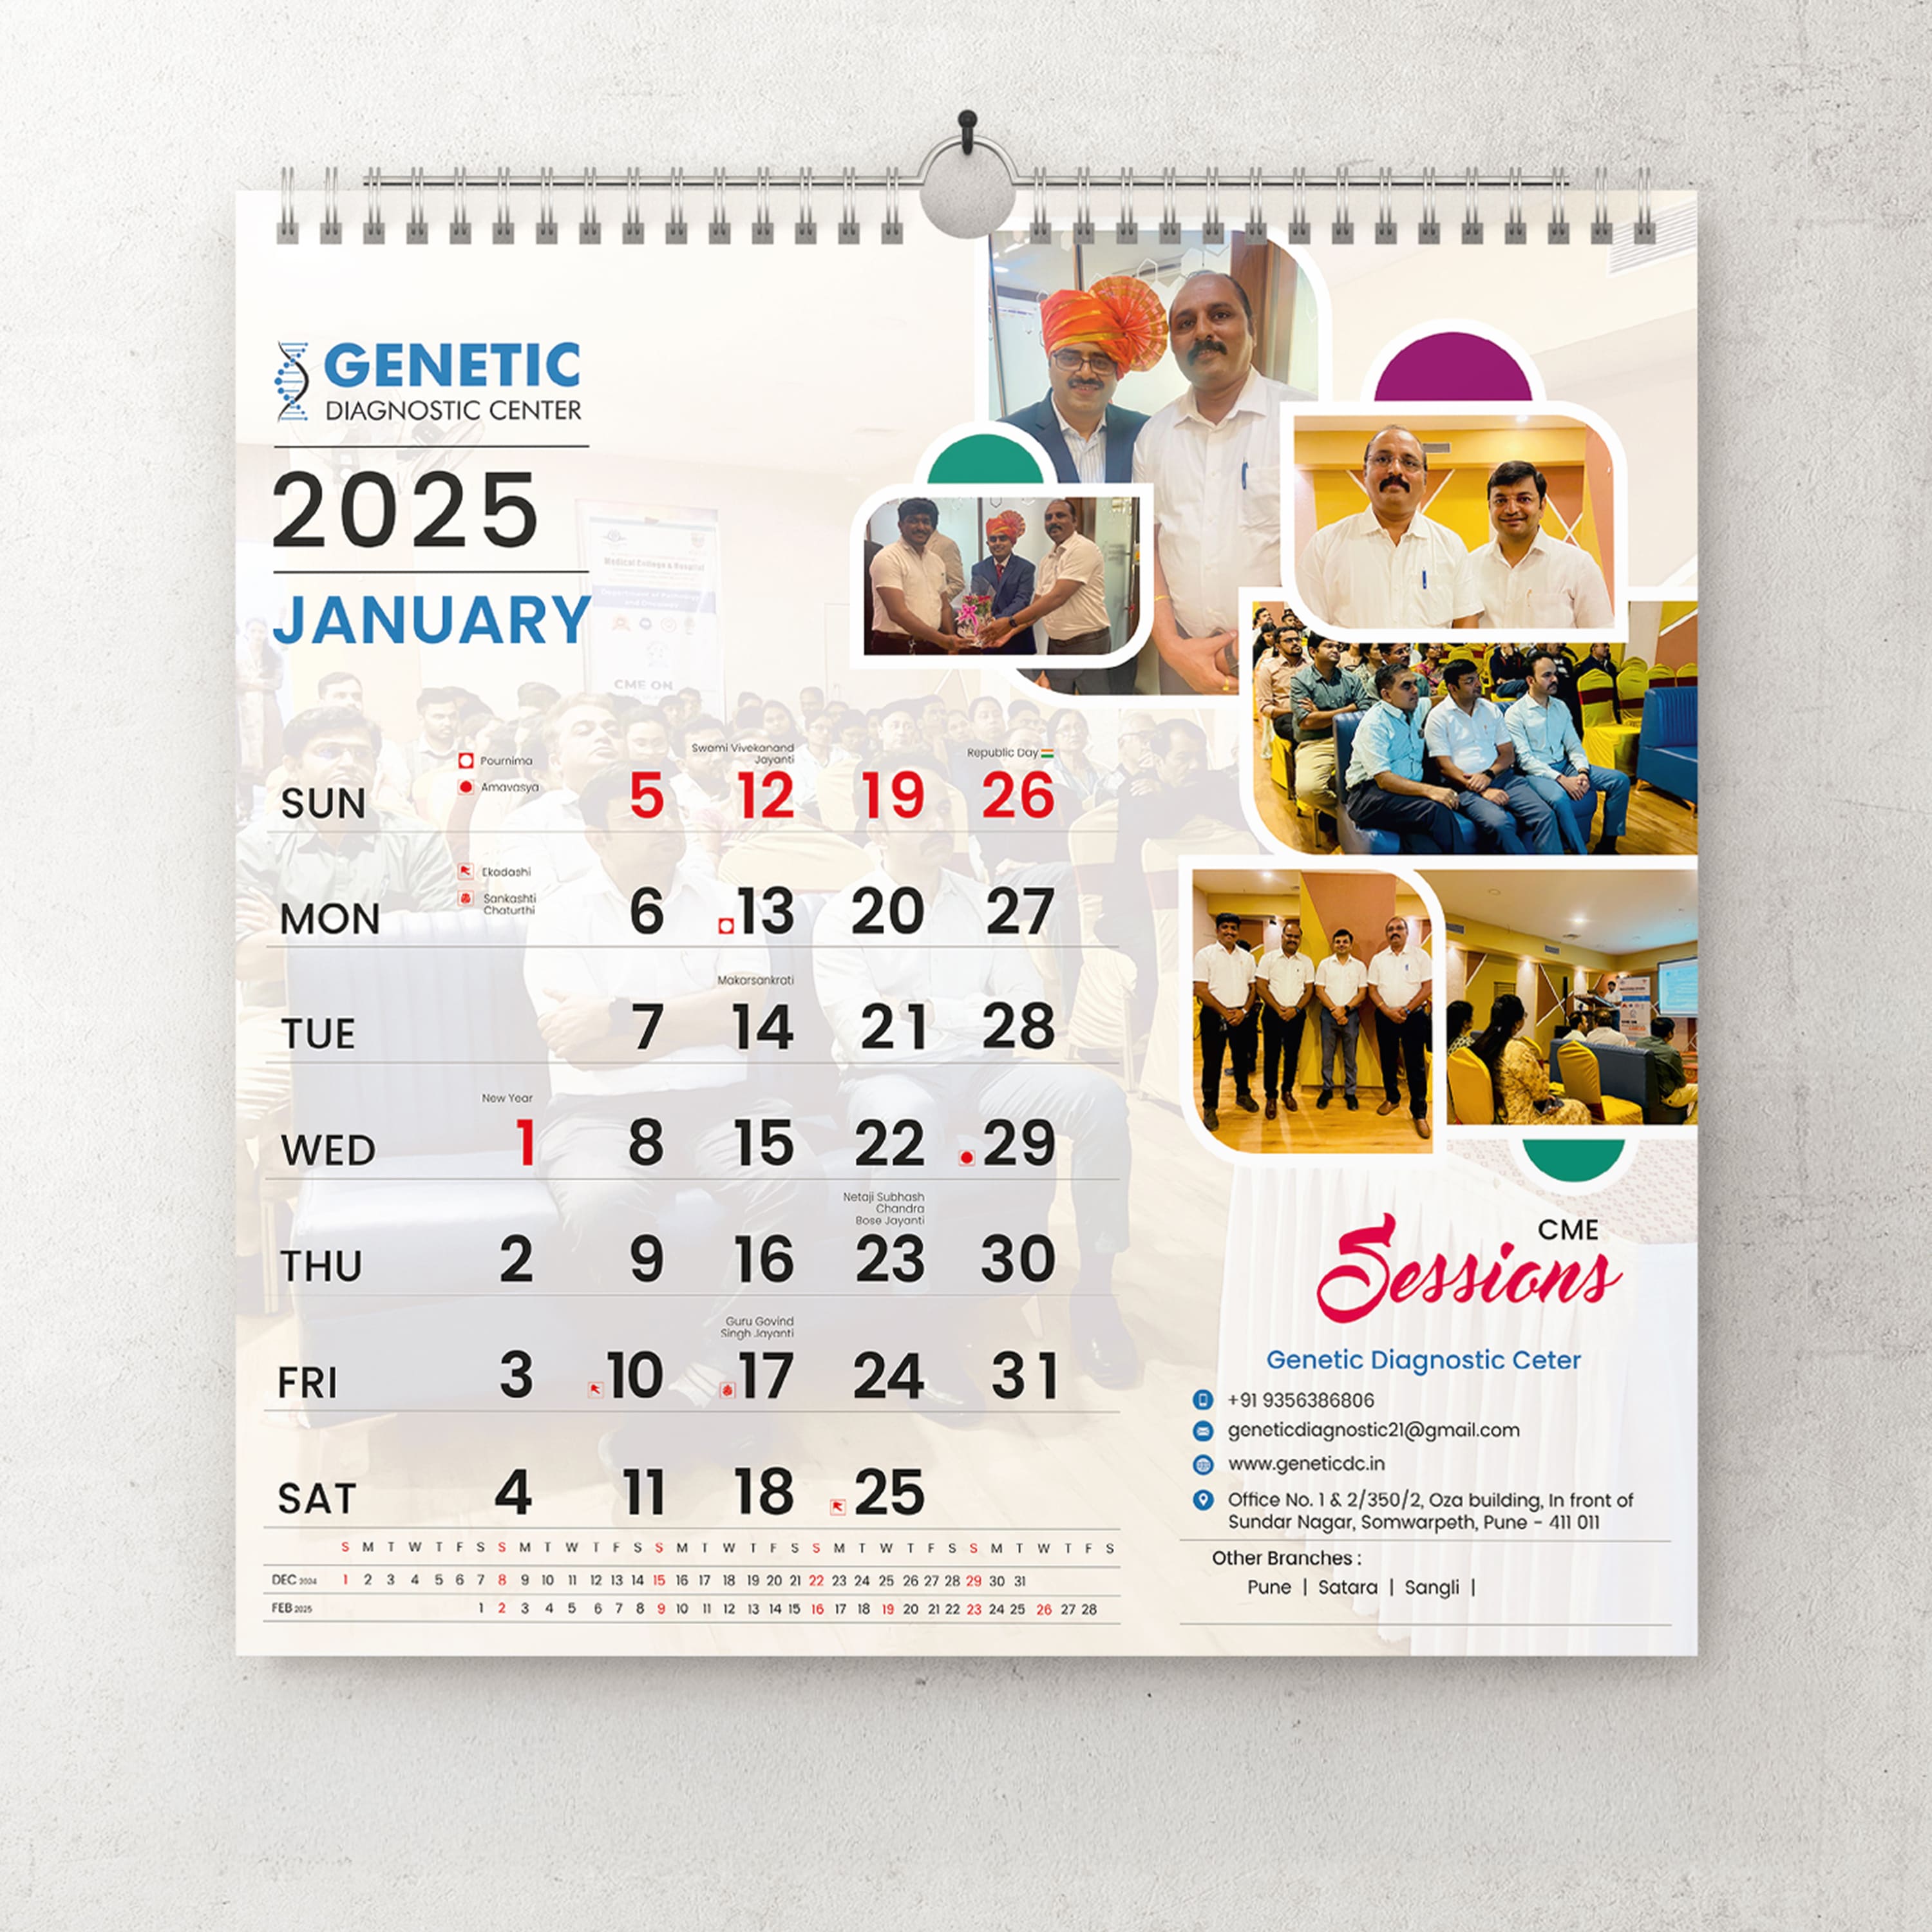 GENETIC
DIAGNOSTIC CENTER
2025
JANUARY
Medical College & Hospital
CME ON
Pournima
Amavasya
Swami Vivekanand
Jayanti
Republic Day
SUN 5 12 19 26
Ekadashi
Sankashti
Chaturthi
MON 6 13 20 27
Makarsankrati
TUE 7 14 21 28
New Year
WED 1 8 15 22 29
Netaji Subhash
Chandra
Bose Jayanti
THU 2 9 16 23 30
Guru Govind
Singh Jayanti
FRI 3 10 17 24 31
SAT 4 11 18 25
S M T W T F S S M T W T F S S M T W T F S S M T W T F S S M T W T F S
DEC 2024 1 2 3 4 5 6 7 8 9 10 11 12 13 14 15 16 17 18 19 20 21 22 23 24 25 26 27 28 29 30 31
FEB 2025 1 2 3 4 5 6 7 8 9 10 11 12 13 14 15 16 17 18 19 20 21 22 23 24 25 26 27 28
CME
Sessions
Genetic Diagnostic Ceter
+91 9356386806
geneticdiagnostic21@gmail.com
www.geneticdc.in
Office No. 1 & 2/350/2, Oza building, In front of
Sundar Nagar, Somwarpeth, Pune - 411 011
Other Branches :
Pune | Satara | Sangli |